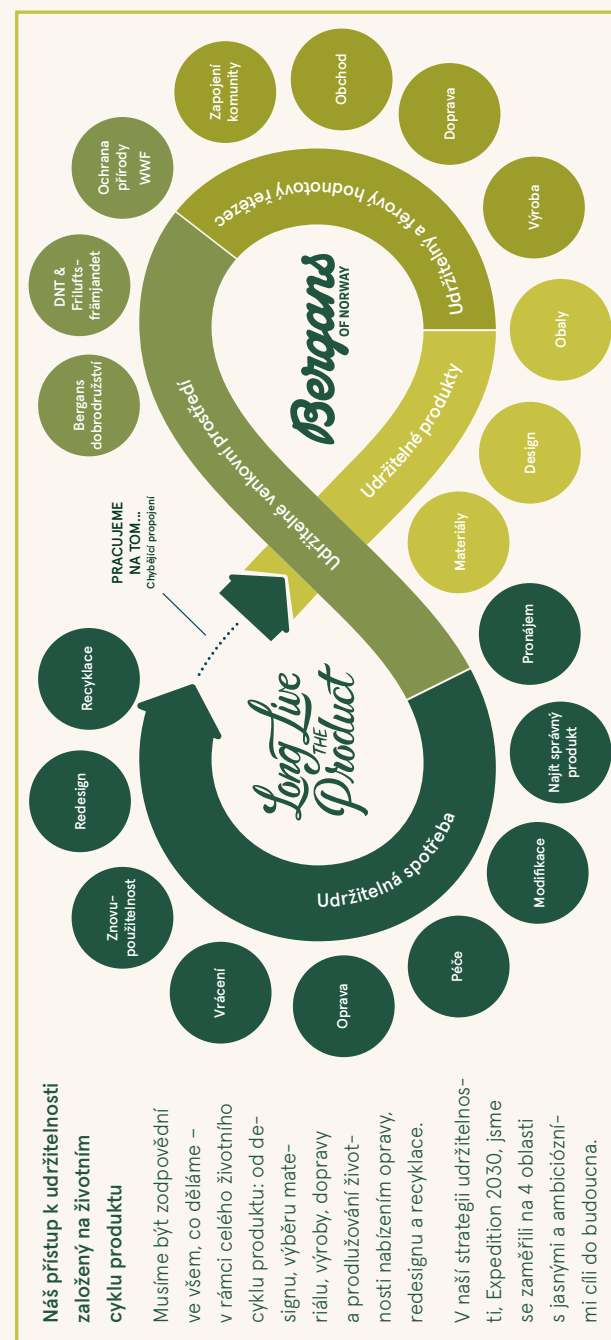 Náš přístup k udržitelnosti
založený na životním
cyklu produktu
Musíme být zodpovědní
ve všem, co děláme –
v rámci celého životního
cyklu produktu: od de-
signu, výběru mate-
riálu, výroby, dopravy
a prodlužování život-
nosti nabízením opravy,
redesignu a recyklace.
V naší strategii udržitelnos-
ti, Expedition 2030, jsme
se zaměřili na 4 oblasti
s jasnými a ambiciózní-
mi cíli do budoucna.
Recyklace
Redesign
Znovu-
použitelnost
Vrácení
Oprava
Péče
Modifikace
Najít správný
produkt
Pronájem
Udržitelná spotřeba
Long Live
THE
Product
PRACUJEME
NA TOM...
Chybějící propojení
Udržitelné venkovní prostředí
Bergans
dobrodružství
DNT &
Frilufts-
främjandet
Ochrana
přírody
WWF
Zapojení
komunity
Obchod
Doprava
Výroba
Udržitelný a férový hodnotový řetězec
Bergans
OF NORWAY
Udržitelné produkty
Obaly
Design
Materiály